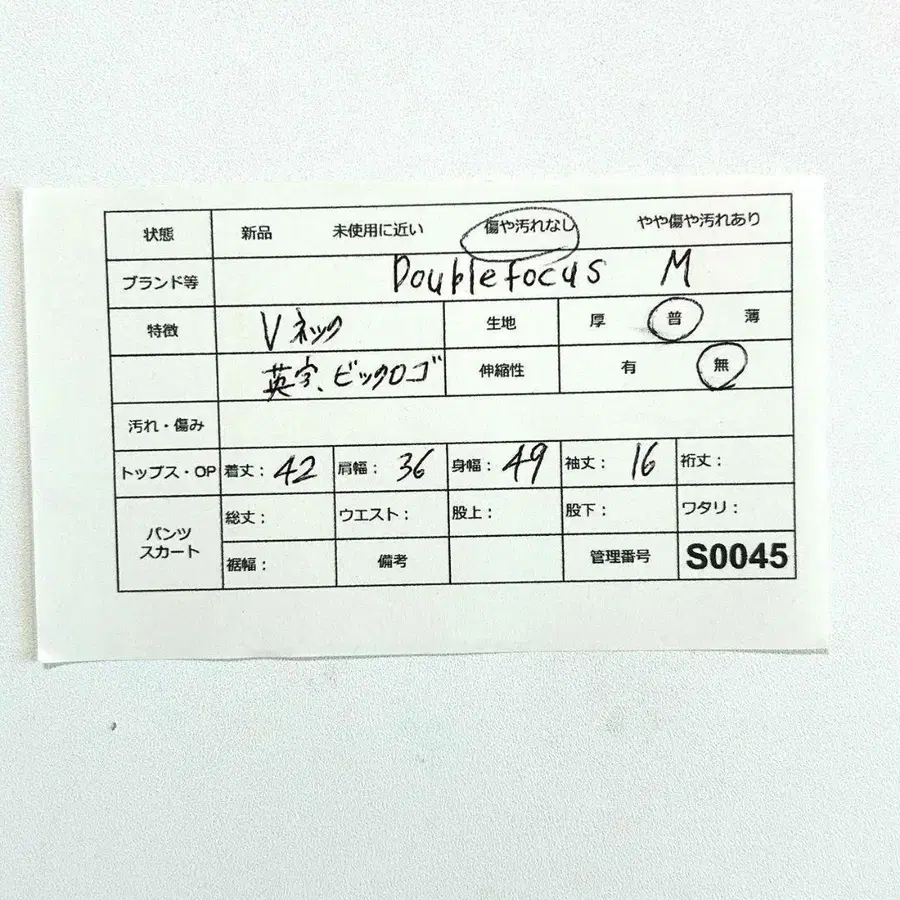 状態 新品 未使用に近い 傷や汚れなし やや傷や汚れあり
ブランド等 Doublefocus M
特徴 Vネック 生地 厚 普 薄
英字、ビックロゴ 伸縮性 有 無
汚れ・傷み
トップス・OP 着丈: 42 肩幅: 36 身幅: 49 袖丈: 16 裄丈:
パンツ
スカート
総丈: ウエスト: 股上: 股下: ワタリ:
裾幅: 備考 管理番号 S0045